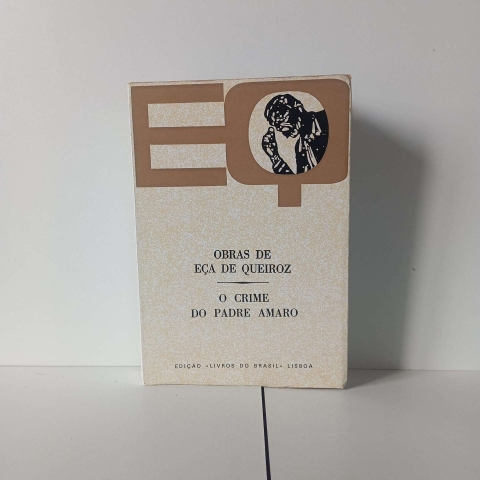 EQ
OBRAS DE
EÇA DE QUEIROZ
O CRIME
DO PADRE AMARO
EDIÇÃO «LIVROS DO BRASIL» LISBOA